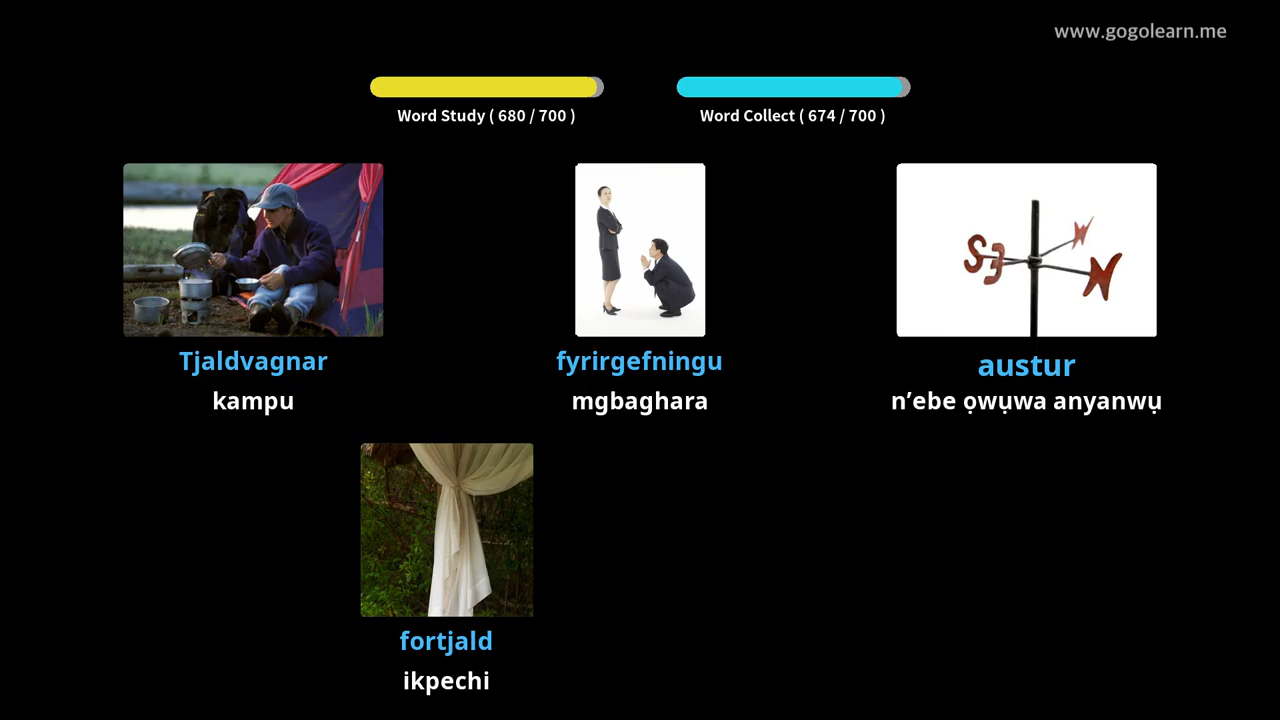 www.gogolearn.me
Word Study ( 680 / 700 )
Word Collect ( 674 / 700 )
S
E
N
W
Tjaldvagnar
kampu
fyrirgefningu
mgbaghara
austur
n’ebe ọwụwa anyanwụ
fortjald
ikpechi